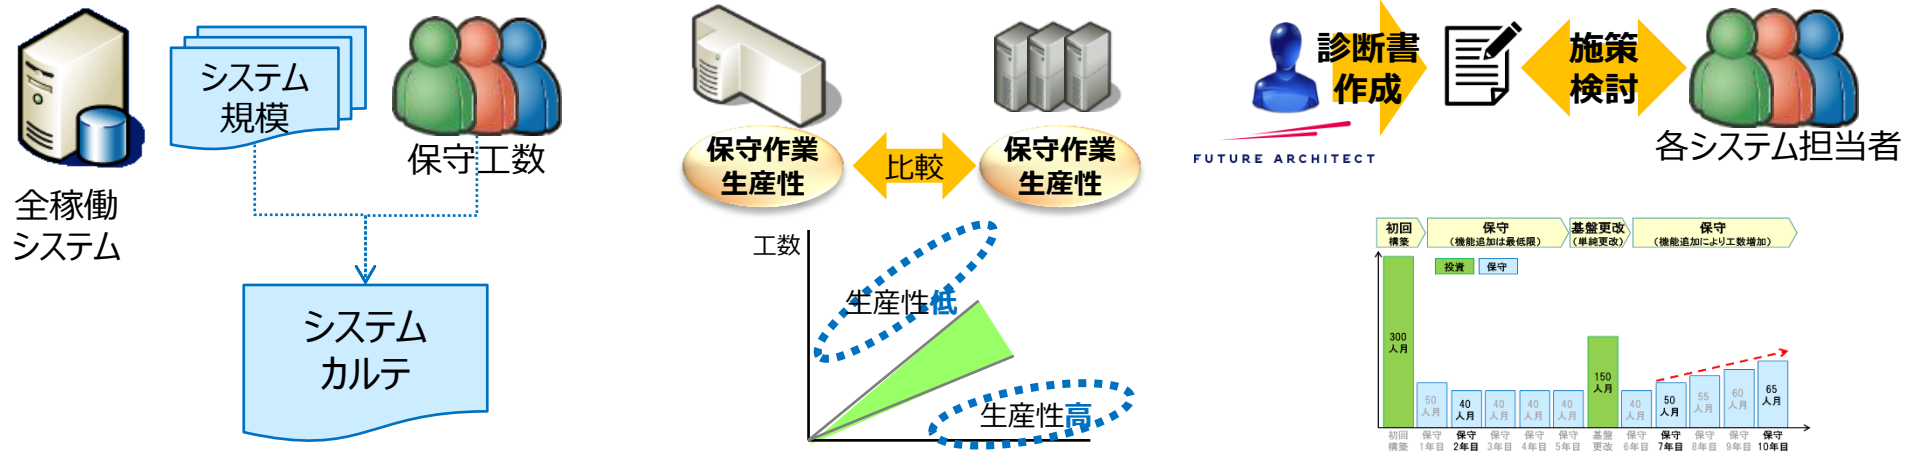 システム
規模
保守工数
全稼働
システム
システム
カルテ
保守作業
生産性
比較
保守作業
生産性
工数
生産性低
生産性高
診断書
作成
施策
検討
FUTURE ARCHITECT
各システム担当者
初回
構築
保守
(機能追加は最低限)
基盤更改
(単純更改)
保守
(機能追加により工数増加)
投資
保守
300
人月
50
人月
40
人月
40
人月
40
人月
40
人月
150
人月
40
人月
50
人月
55
人月
60
人月
65
人月
初回
構築
保守
1年目
保守
2年目
保守
3年目
保守
4年目
保守
5年目
基盤
更改
保守
6年目
保守
7年目
保守
8年目
保守
9年目
保守
10年目